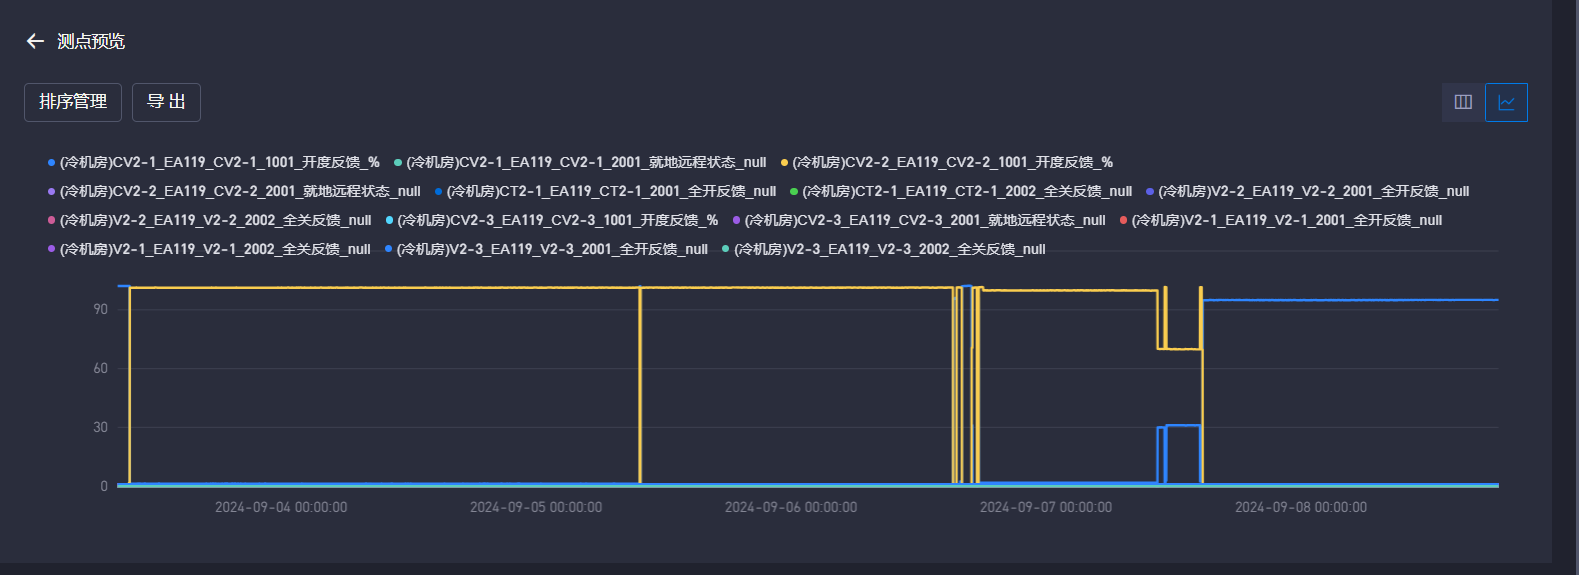 测点预览
排序管理 导 出
(冷机房)CV2-1_EA119_CV2-1_1001_开度反馈_% (冷机房)CV2-1_EA119_CV2-1_2001_就地远程状态_null (冷机房)CV2-2_EA119_CV2-2_1001_开度反馈_%
(冷机房)CV2-2_EA119_CV2-2_2001_就地远程状态_null (冷机房)CT2-1_EA119_CT2-1_2001_全开反馈_null (冷机房)CT2-1_EA119_CT2-1_2002_全关反馈_null (冷机房)V2-2_EA119_V2-2_2001_全开反馈_null
(冷机房)V2-2_EA119_V2-2_2002_全关反馈_null (冷机房)CV2-3_EA119_CV2-3_1001_开度反馈_% (冷机房)CV2-3_EA119_CV2-3_2001_就地远程状态_null (冷机房)V2-1_EA119_V2-1_2001_全开反馈_null
(冷机房)V2-1_EA119_V2-1_2002_全关反馈_null (冷机房)V2-3_EA119_V2-3_2001_全开反馈_null (冷机房)V2-3_EA119_V2-3_2002_全关反馈_null
90
60
30
0
2024-09-04 00:00:00 2024-09-05 00:00:00 2024-09-06 00:00:00 2024-09-07 00:00:00 2024-09-08 00:00:00